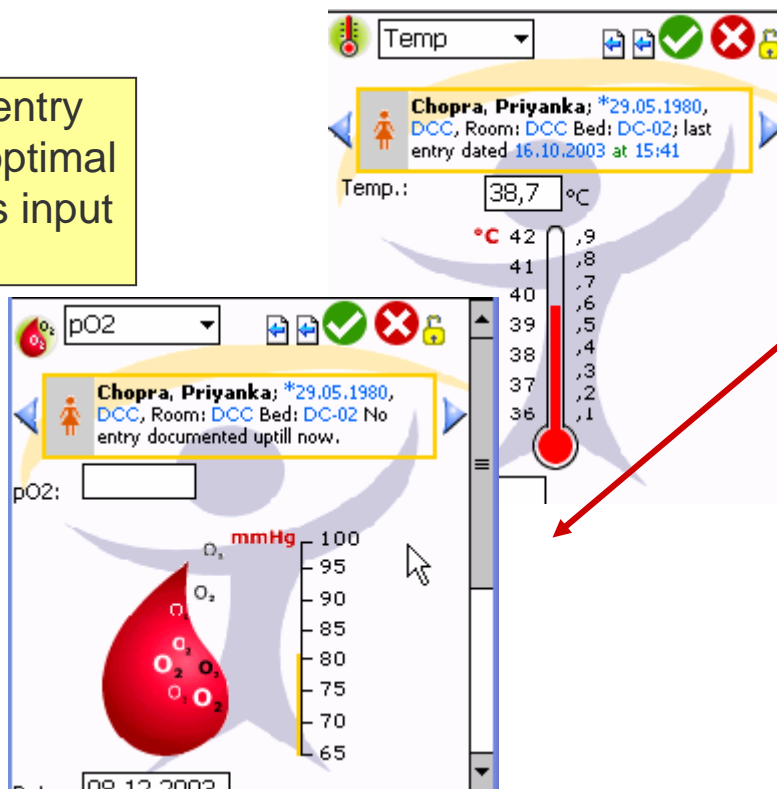 entry
optimal
s input
Temp
Chopra, Priyanka; *29.05.1980,
DCC, Room: DCC Bed: DC-02; last
entry dated 16.10.2003 at 15:41
Temp.: 38,7 °C
°C 42 ,9
41 ,8
,7
40 ,6
39 ,5
38 ,4
,3
37 ,2
36 ,1
pO2
Chopra, Priyanka; *29.05.1980,
DCC, Room: DCC Bed: DC-02 No
entry documented uptill now.
pO2:
mmHg 100
95
90
85
80
75
70
65
O2
O2
O2
O2
O2
O2
O2
O2
08.12.2003